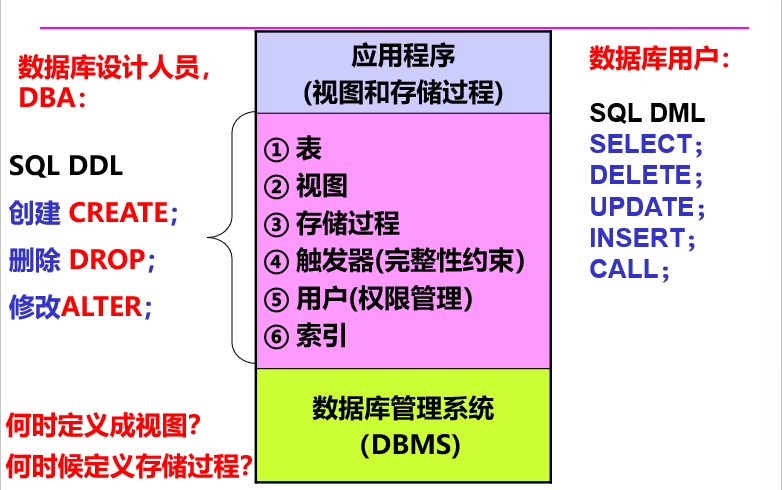 数据库设计人员，
DBA：
SQL DDL
创建 CREATE；
删除 DROP；
修改ALTER；
何时定义成视图？
何时候定义存储过程？
应用程序
(视图和存储过程)
① 表
② 视图
③ 存储过程
④ 触发器(完整性约束)
⑤ 用户(权限管理)
⑥ 索引
数据库管理系统
（DBMS)
数据库用户：
SQL DML
SELECT；
DELETE；
UPDATE；
INSERT；
CALL；